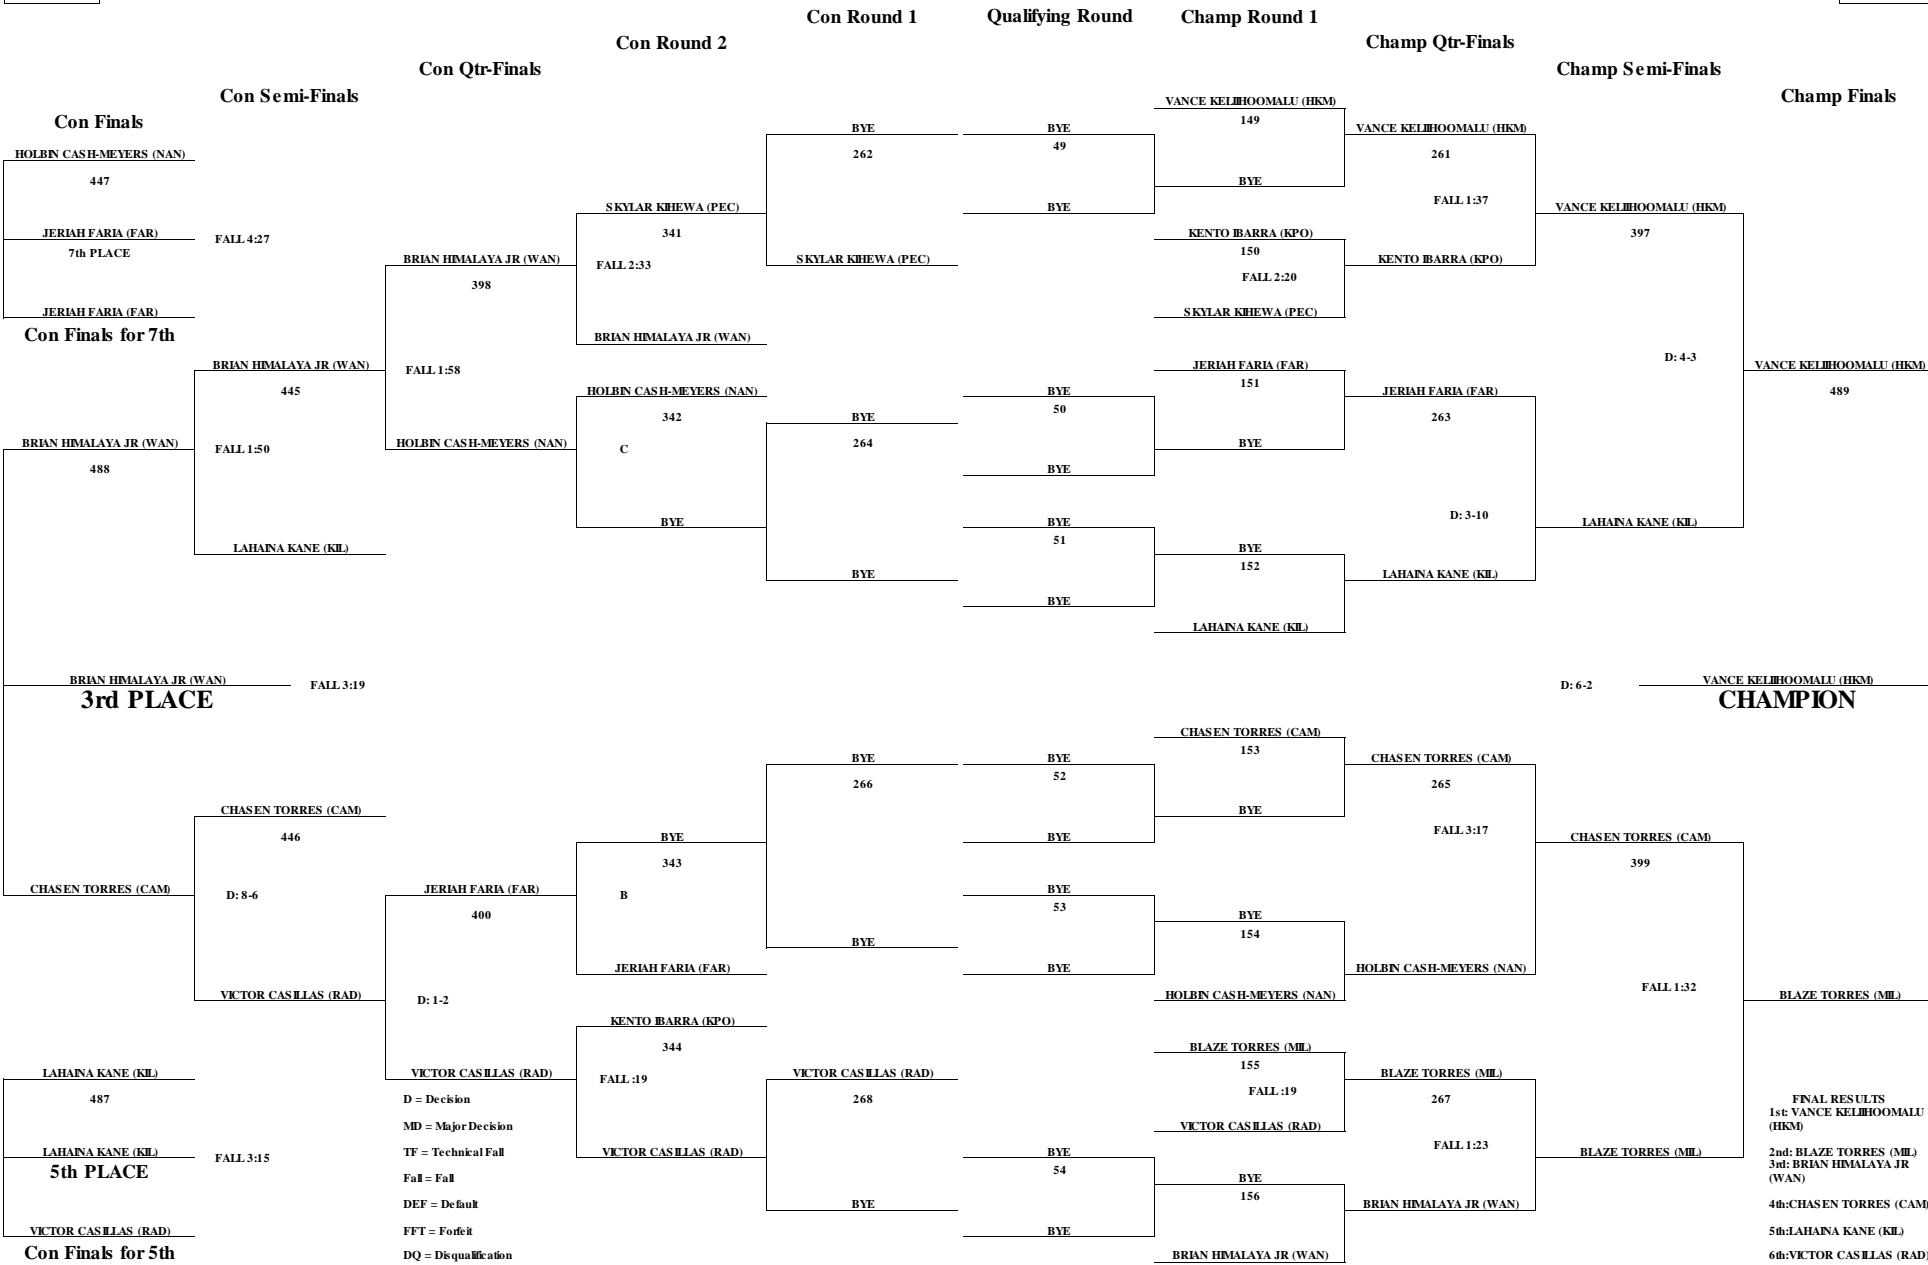 Con Round 1
Qualifying Round
Champ Round 1
Con Round 2
Champ Qtr-Finals
Con Qtr-Finals
Champ Semi-Finals
Con Semi-Finals
Champ Finals
Con Finals
HOLBIN CASH-MEYERS (NAN)
447
JERIAH FARIA (FAR)
7th PLACE
FALL 4:27
JERIAH FARIA (FAR)
Con Finals for 7th
BRIAN HIMALAYA JR (WAN)
488
BRIAN HIMALAYA JR (WAN)
3rd PLACE
FALL 3:19
CHASEN TORRES (CAM)
LAHAINA KANE (KIL)
487
LAHAINA KANE (KIL)
5th PLACE
FALL 3:15
VICTOR CASILLAS (RAD)
Con Finals for 5th
BRIAN HIMALAYA JR (WAN)
445
FALL 1:50
LAHAINA KANE (KIL)
CHASEN TORRES (CAM)
446
D: 8-6
VICTOR CASILLAS (RAD)
BRIAN HIMALAYA JR (WAN)
398
FALL 1:58
HOLBIN CASH-MEYERS (NAN)
JERIAH FARIA (FAR)
400
D: 1-2
VICTOR CASILLAS (RAD)
D = Decision
MD = Major Decision
TF = Technical Fall
Fall = Fall
DEF = Default
FFT = Forfeit
DQ = Disqualification
SKYLAR KIHEWA (PEC)
341
FALL 2:33
BRIAN HIMALAYA JR (WAN)
HOLBIN CASH-MEYERS (NAN)
342
C
BYE
BYE
343
B
JERIAH FARIA (FAR)
KENTO IBARRA (KPO)
344
FALL :19
VICTOR CASILLAS (RAD)
BYE
262
SKYLAR KIHEWA (PEC)
BYE
264
BYE
BYE
266
BYE
VICTOR CASILLAS (RAD)
268
BYE
BYE
49
BYE
BYE
50
BYE
BYE
51
BYE
BYE
52
BYE
BYE
53
BYE
BYE
54
BYE
VANCE KELIIHOOMALU (HKM)
149
BYE
KENTO IBARRA (KPO)
150
FALL 2:20
SKYLAR KIHEWA (PEC)
JERIAH FARIA (FAR)
151
BYE
BYE
152
LAHAINA KANE (KIL)
CHASEN TORRES (CAM)
153
BYE
BYE
154
HOLBIN CASH-MEYERS (NAN)
BLAZE TORRES (MIL)
155
FALL :19
VICTOR CASILLAS (RAD)
BYE
156
BRIAN HIMALAYA JR (WAN)
VANCE KELIIHOOMALU (HKM)
261
FALL 1:37
KENTO IBARRA (KPO)
JERIAH FARIA (FAR)
263
D: 3-10
LAHAINA KANE (KIL)
CHASEN TORRES (CAM)
265
FALL 3:17
HOLBIN CASH-MEYERS (NAN)
BLAZE TORRES (MIL)
267
FALL 1:23
BRIAN HIMALAYA JR (WAN)
VANCE KELIIHOOMALU (HKM)
397
D: 4-3
LAHAINA KANE (KIL)
CHASEN TORRES (CAM)
399
FALL 1:32
BLAZE TORRES (MIL)
VANCE KELIIHOOMALU (HKM)
489
D: 6-2
VANCE KELIIHOOMALU (HKM)
CHAMPION
BLAZE TORRES (MIL)
FINAL RESULTS
1st: VANCE KELIIHOOMALU
(HKM)
2nd: BLAZE TORRES (MIL)
3rd: BRIAN HIMALAYA JR
(WAN)
4th:CHASEN TORRES (CAM)
5th:LAHAINA KANE (KIL)
6th:VICTOR CASILLAS (RAD)